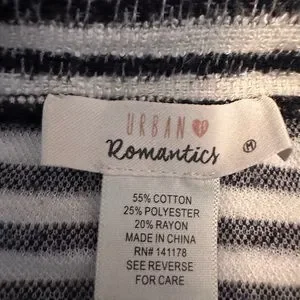 URBAN
Romantics
M
55% COTTON
25% POLYESTER
20% RAYON
MADE IN CHINA
RN# 141178
SEE REVERSE
FOR CARE